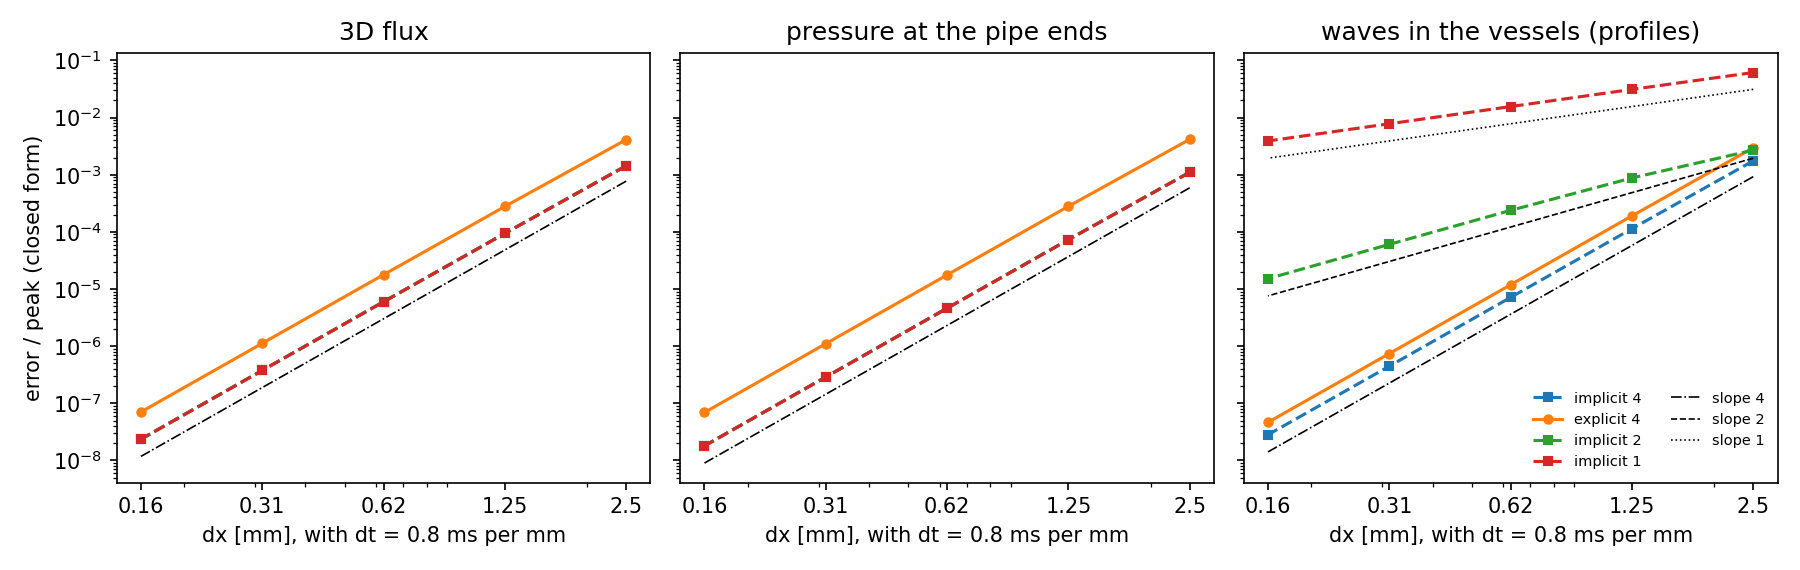 3D flux
pressure at the pipe ends
waves in the vessels (profiles)
error / peak (closed form)
10⁻¹
10⁻²
10⁻³
10⁻⁴
10⁻⁵
10⁻⁶
10⁻⁷
10⁻⁸
0.16 0.31 0.62 1.25 2.5
dx [mm], with dt = 0.8 ms per mm
0.16 0.31 0.62 1.25 2.5
dx [mm], with dt = 0.8 ms per mm
implicit 4
explicit 4
implicit 2
implicit 1
slope 4
slope 2
slope 1
0.16 0.31 0.62 1.25 2.5
dx [mm], with dt = 0.8 ms per mm